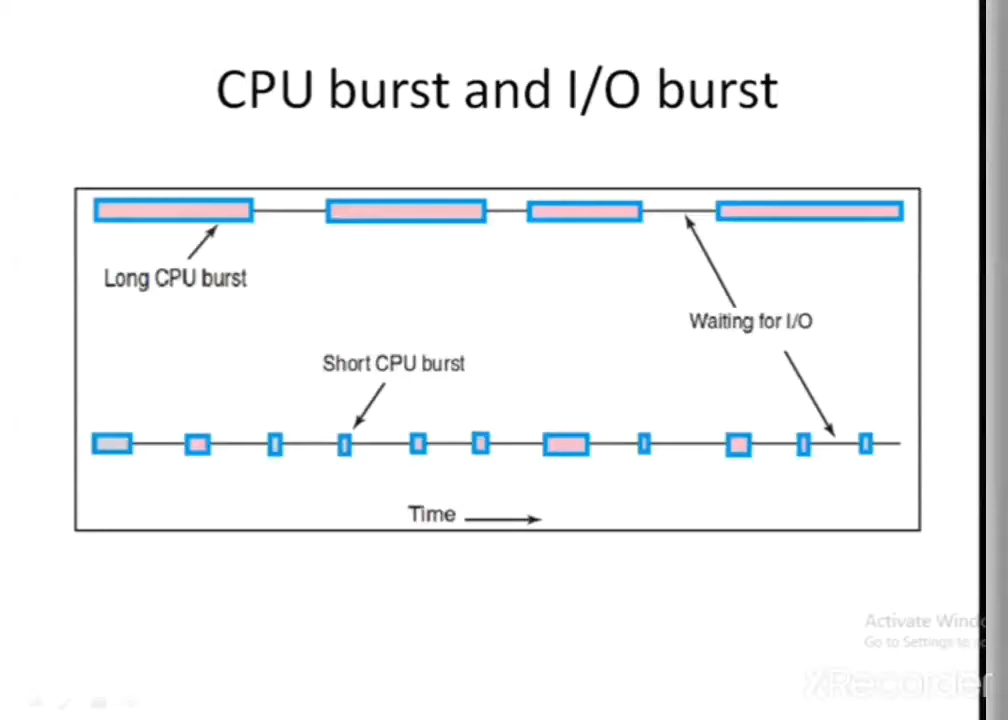 CPU burst and I/O burst
Long CPU burst
Waiting for I/O
Short CPU burst
Time
Activate Windo
Go to Settings to
XRecorder